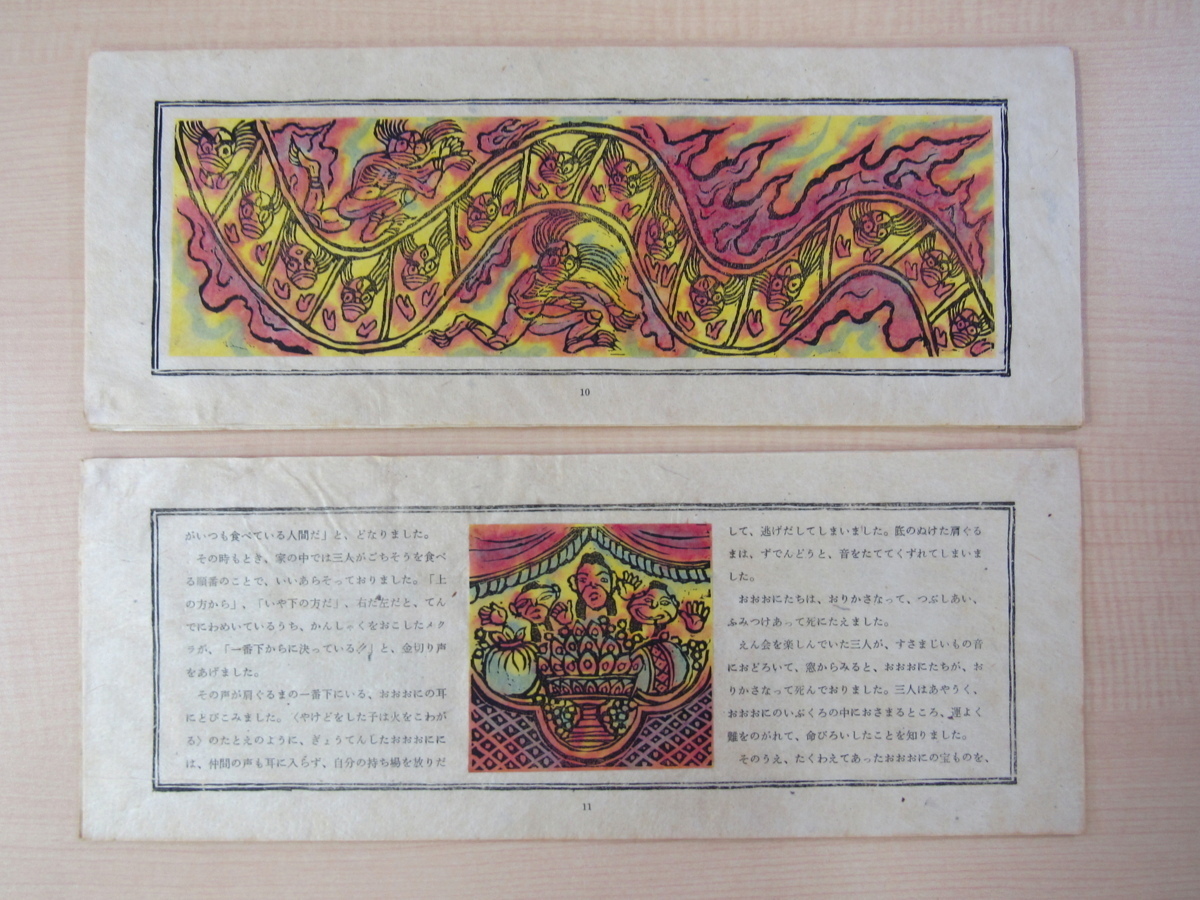 10
がいつも食べている人間だ」と、どなりました。
その時もとき、家の中では三人がごちそうを食べ
る順番のことで、いいあらそっておりました。「上
の方から」、「いや下の方だ」、右だ左だと、てん
でにわめいているうち、かんしゃくをおこしたメク
ラが、「一番下からに決っている〃」と、金切り声
をあげました。
その声が肩ぐるまの一番下にいる、おおおにの耳
にとびこみました。〈やけどをした子は火をこわが
る〉のたとえのように、ぎょうてんしたおおおにに
は、仲間の声も耳に入らず、自分の持ち場を放りだ
して、逃げだしてしまいました。底のぬけた肩ぐる
まは、ずでんどうと、音をたててくずれてしまいま
した。
おおおにたちは、おりかさなって、つぶしあい、
ふみつけあって死にたえました。
えん会を楽しんでいた三人が、すさまじいもの音
におどろいて、窓からみると、おおおにたちが、お
りかさなって死んでおりました。三人はあやうく、
おおおにのいぶくろの中におさまるところ、運よく
難をのがれて、命びろいしたことを知りました。
そのうえ、たくわえてあったおおおにの宝ものを、
11